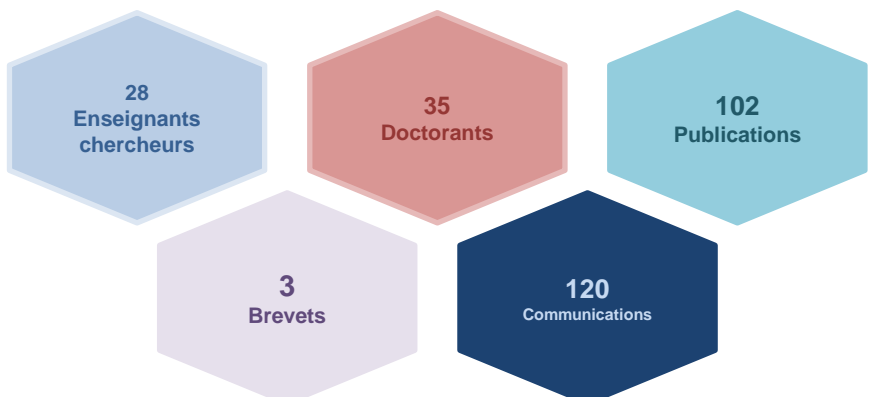 28
Enseignants
chercheurs
35
Doctorants
102
Publications
3
Brevets
120
Communications